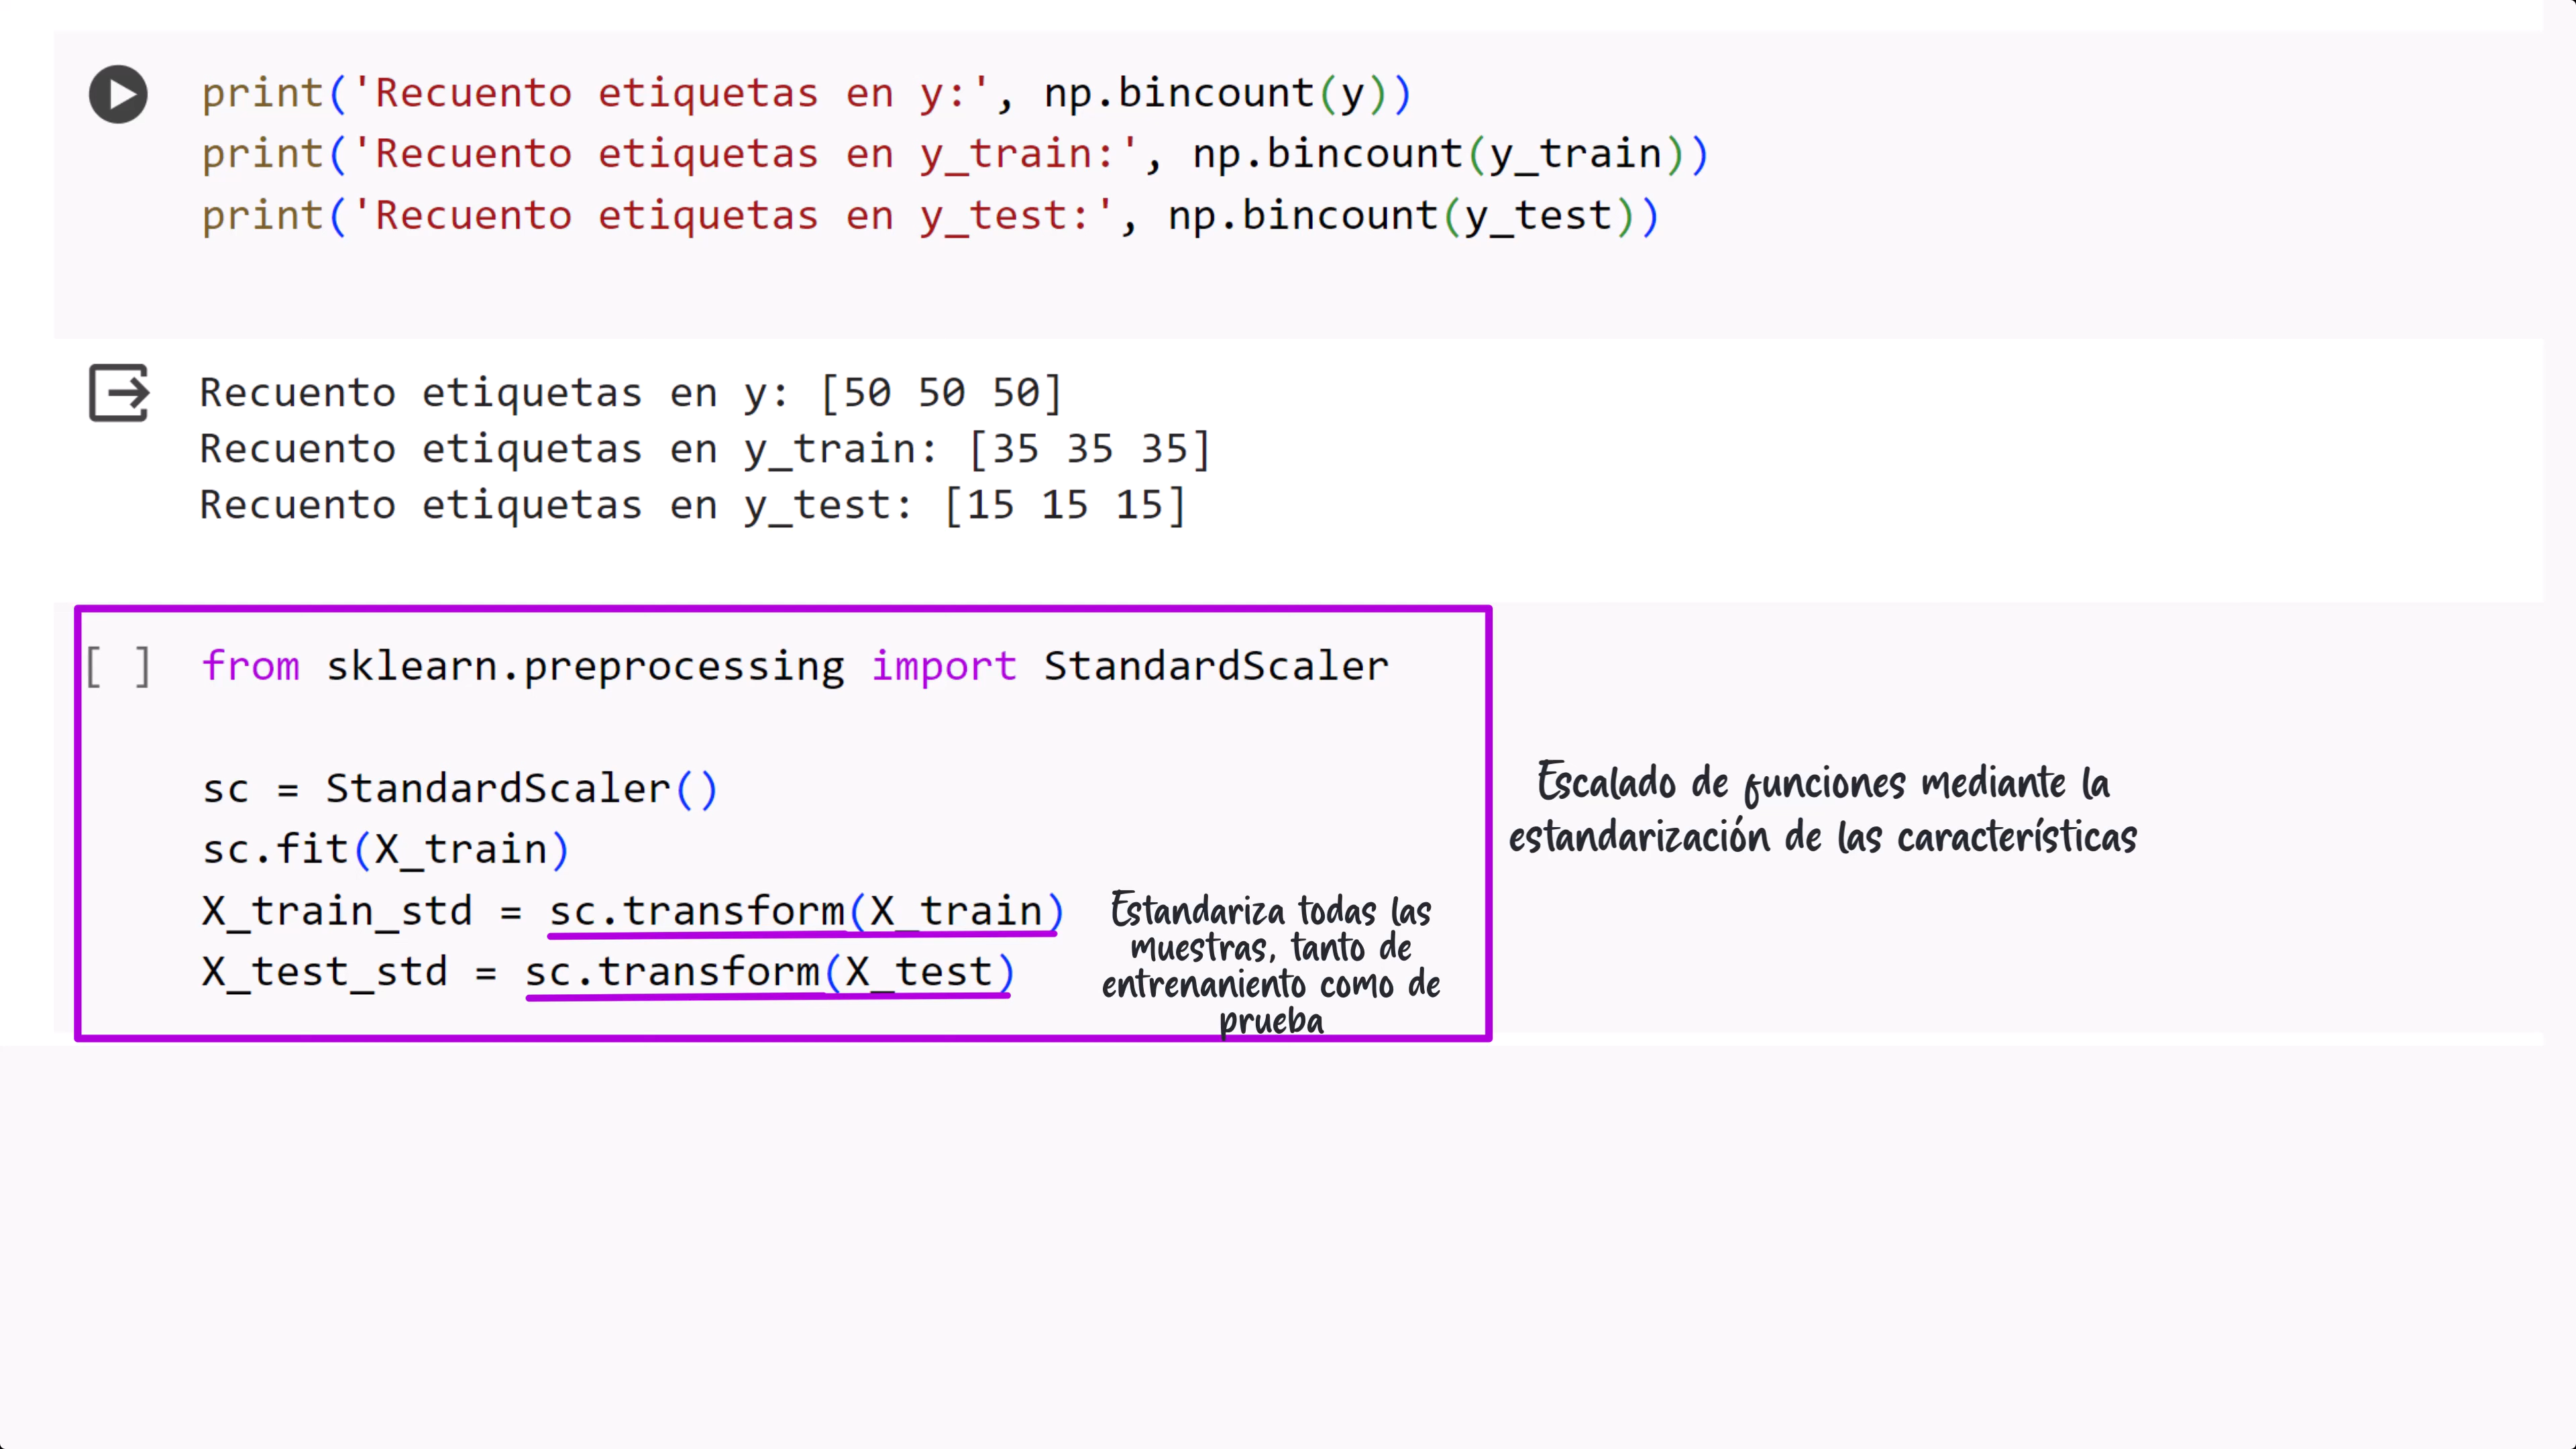 print('Recuento etiquetas en y:', np.bincount(y))
print('Recuento etiquetas en y_train:', np.bincount(y_train))
print('Recuento etiquetas en y_test:', np.bincount(y_test))
Recuento etiquetas en y: [50 50 50]
Recuento etiquetas en y_train: [35 35 35]
Recuento etiquetas en y_test: [15 15 15]
[ ] from sklearn.preprocessing import StandardScaler
sc = StandardScaler()
sc.fit(X_train)
X_train_std = sc.transform(X_train)
X_test_std = sc.transform(X_test)
Estandariza todas las
muestras, tanto de
entrenaniento como de
prueba
Escalado de funciones mediante la
estandarización de las características